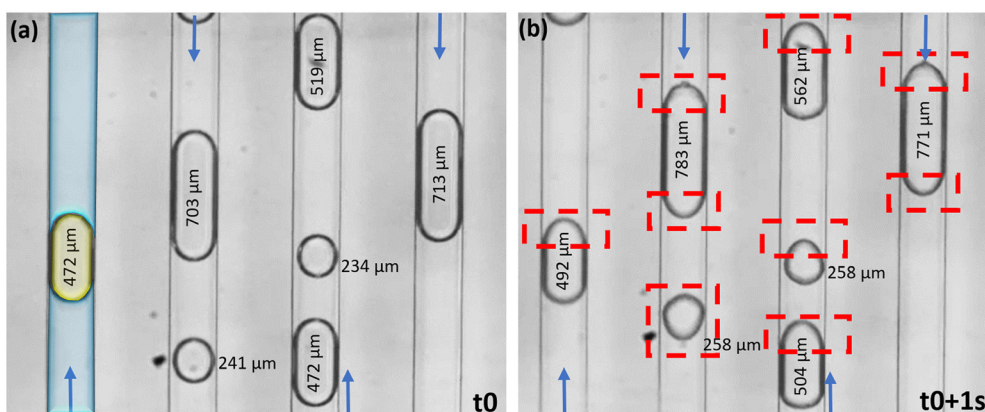 (a)
519 µm
703 µm
713 µm
472 µm
234 µm
241 µm
472 µm
t0
(b)
562 µm
783 µm
771 µm
492 µm
258 µm
258 µm
504 µm
t0+1s